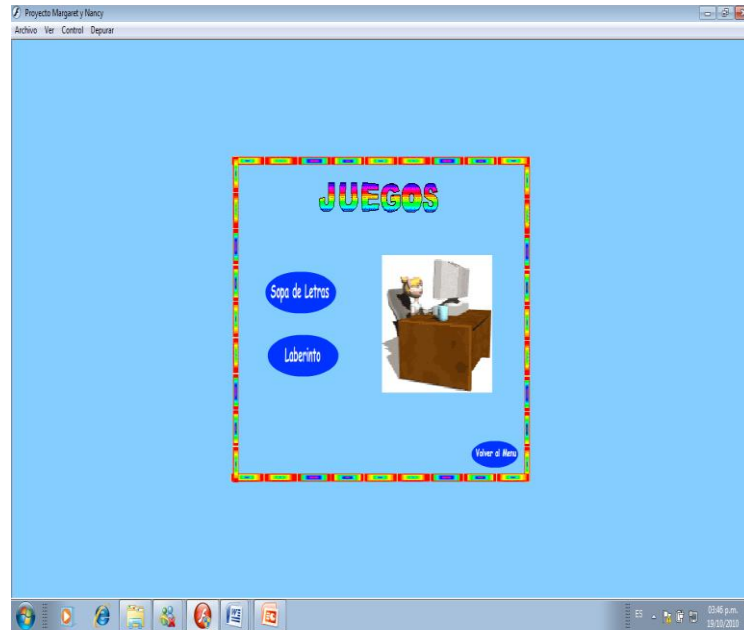 Proyecto Margaret y Nancy
Archivo Ver Control Depurar
JUEGOS
Sopa de Letras
Laberinto
Volver al Menu
ES 03:46 p.m.
19/10/2010